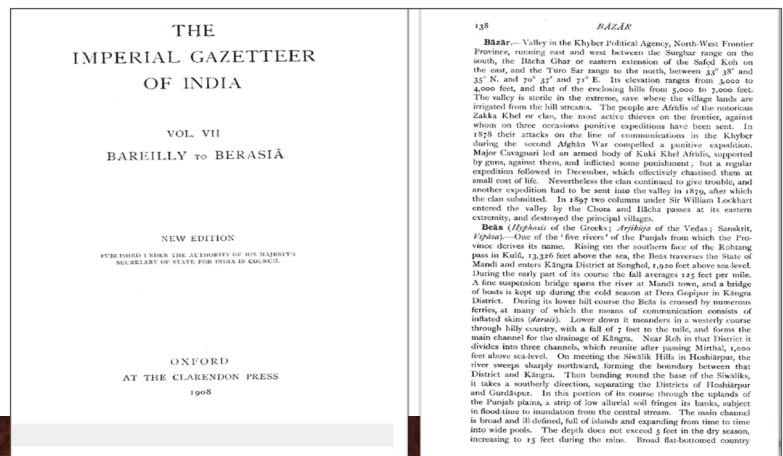 THE
IMPERIAL GAZETTEER
OF INDIA
VOL. VII
BAREILLY TO BERASIĀ
NEW EDITION
PUBLISHED UNDER THE AUTHORITY OF HIS MAJESTY'S
SECRETARY OF STATE FOR INDIA IN COUNCIL
OXFORD
AT THE CLARENDON PRESS
1908
138 BĀZĀR
Bāzār.—Valley in the Khyber Political Agency, North-West Frontier
Province, running east and west between the Surghar range on the
south, the Ilācha Ghar or eastern extension of the Safed Koh on
the east, and the Turo Sar range to the north, between 33° 38' and
35° N. and 70° 37' and 71° E. Its elevation ranges from 3,000 to
4,000 feet, and that of the enclosing hills from 5,000 to 7,000 feet.
The valley is sterile in the extreme, save where the village lands are
irrigated from the hill streams. The people are Afrīdis of the notorious
Zakka Khel or clan, the most active thieves on the frontier, against
whom on three occasions punitive expeditions have been sent. In
1878 their attacks on the line of communications in the Khyber
during the second Afghān War compelled a punitive expedition.
Major Cavagnari led an armed body of Kuki Khel Afrīdis, supported
by guns, against them, and inflicted some punishment; but a regular
expedition followed in December, which effectively chastised them at
small cost of life. Nevertheless the clan continued to give trouble, and
another expedition had to be sent into the valley in 1879, after which
the clan submitted. In 1897 two columns under Sir William Lockhart
entered the valley by the Chora and Ilācha passes at its eastern
extremity, and destroyed the principal villages.
Beās (Hyphasis of the Greeks; Arjikūja of the Vedas; Sanskrit,
Vipāsa).—One of the 'five rivers' of the Punjab from which the Pro-
vince derives its name. Rising on the southern face of the Rohtang
pass in Kulū, 13,326 feet above the sea, the Beās traverses the State of
Mandi and enters Kāngra District at Sanghol, 1,920 feet above sea-level.
During the early part of its course the fall averages 125 feet per mile.
A fine suspension bridge spans the river at Mandi town, and a bridge
of boats is kept up during the cold season at Dera Gopipur in Kāngra
District. During its lower hill course the Beās is crossed by numerous
ferries, at many of which the means of communication consists of
inflated skins (darais). Lower down it meanders in a westerly course
through hilly country, with a fall of 7 feet to the mile, and forms the
main channel for the drainage of Kāngra. Near Reh in that District it
divides into three channels, which reunite after passing Mirthal, 1,000
feet above sea-level. On meeting the Siwālik Hills in Hoshiārpur, the
river sweeps sharply northward, forming the boundary between that
District and Kāngra. Then bending round the base of the Siwāliks,
it takes a southerly direction, separating the Districts of Hoshiārpur
and Gurdāspur. In this portion of its course through the uplands of
the Punjab plains, a strip of low alluvial soil fringes its banks, subject
in flood-time to inundation from the central stream. The main channel
is broad and ill-defined, full of islands and expanding from time to time
into wide pools. The depth does not exceed 5 feet in the dry season,
increasing to 15 feet during the rains. Broad flat-bottomed country